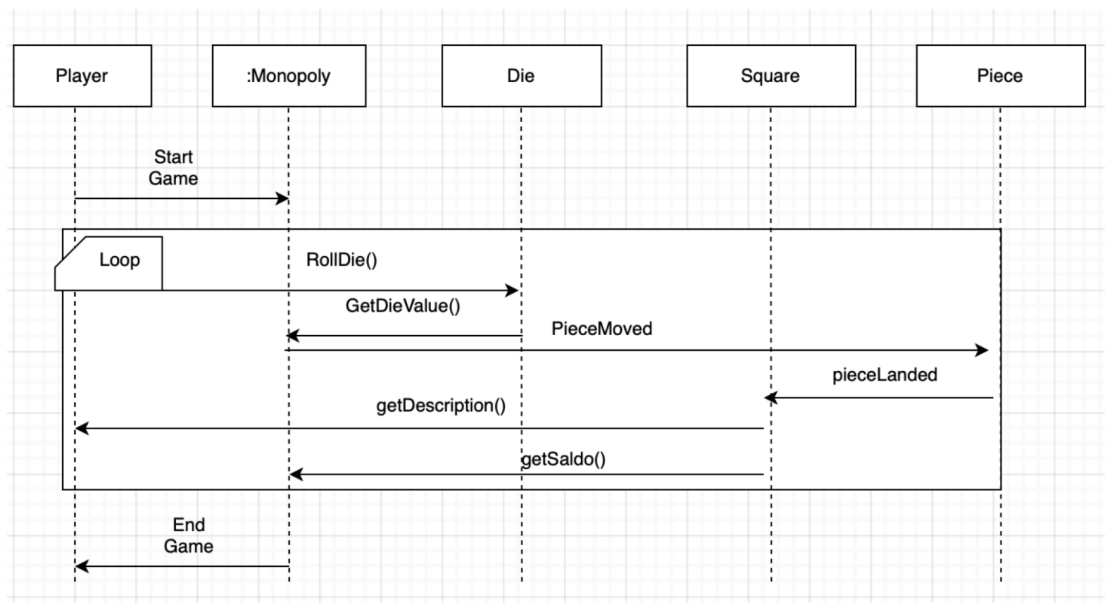 Player
:Monopoly
Die
Square
Piece
Start
Game
Loop
RollDie()
GetDieValue()
PieceMoved
pieceLanded
getDescription()
getSaldo()
End
Game